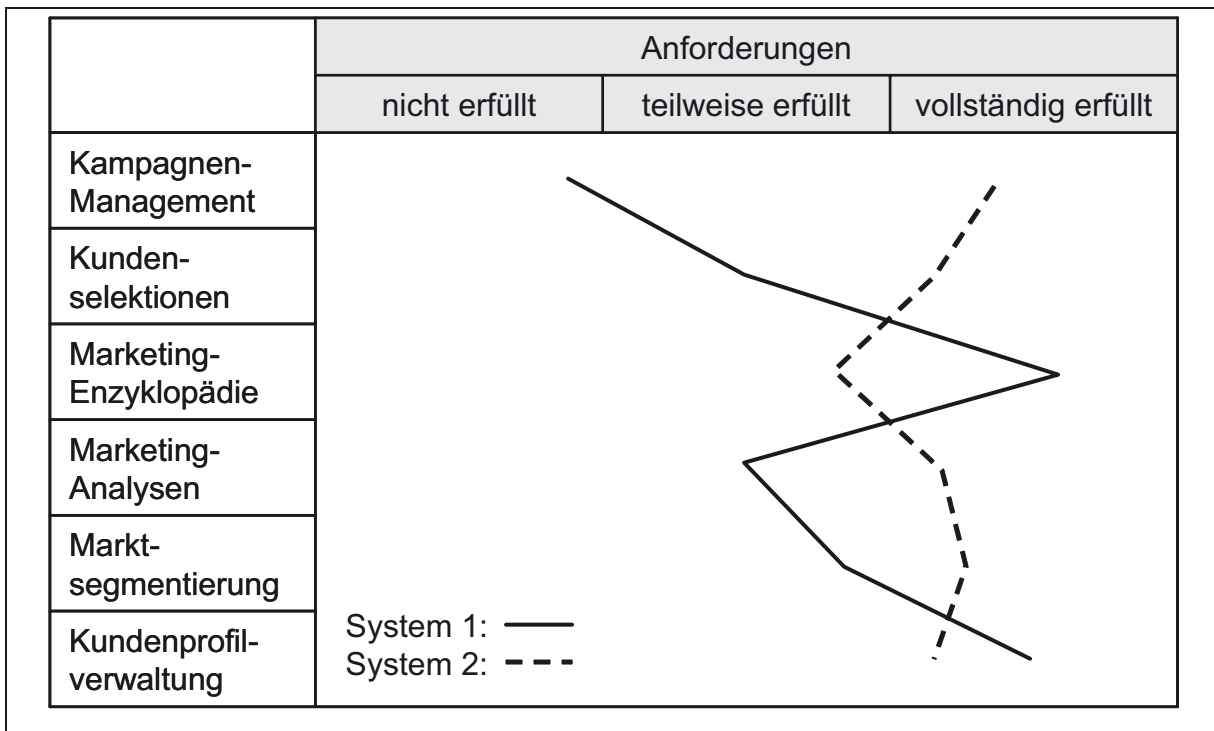 Anforderungen
nicht erfüllt
teilweise erfüllt
vollständig erfüllt
Kampagnen-
Management
Kunden-
selektionen
Marketing-
Enzyklopädie
Marketing-
Analysen
Markt-
segmentierung
Kundenprofil-
verwaltung
System 1:
System 2: